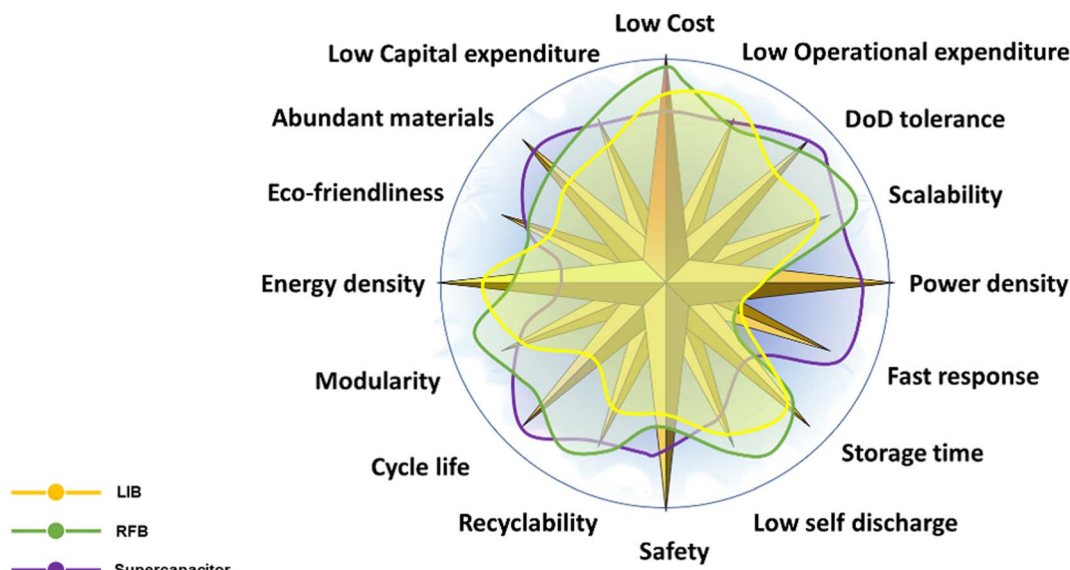 Low Cost
Low Capital expenditure
Low Operational expenditure
Abundant materials
DoD tolerance
Eco-friendliness
Scalability
Energy density
Power density
Modularity
Fast response
Cycle life
Storage time
Recyclability
Low self discharge
Safety
LIB
RFB
Supercapacitor